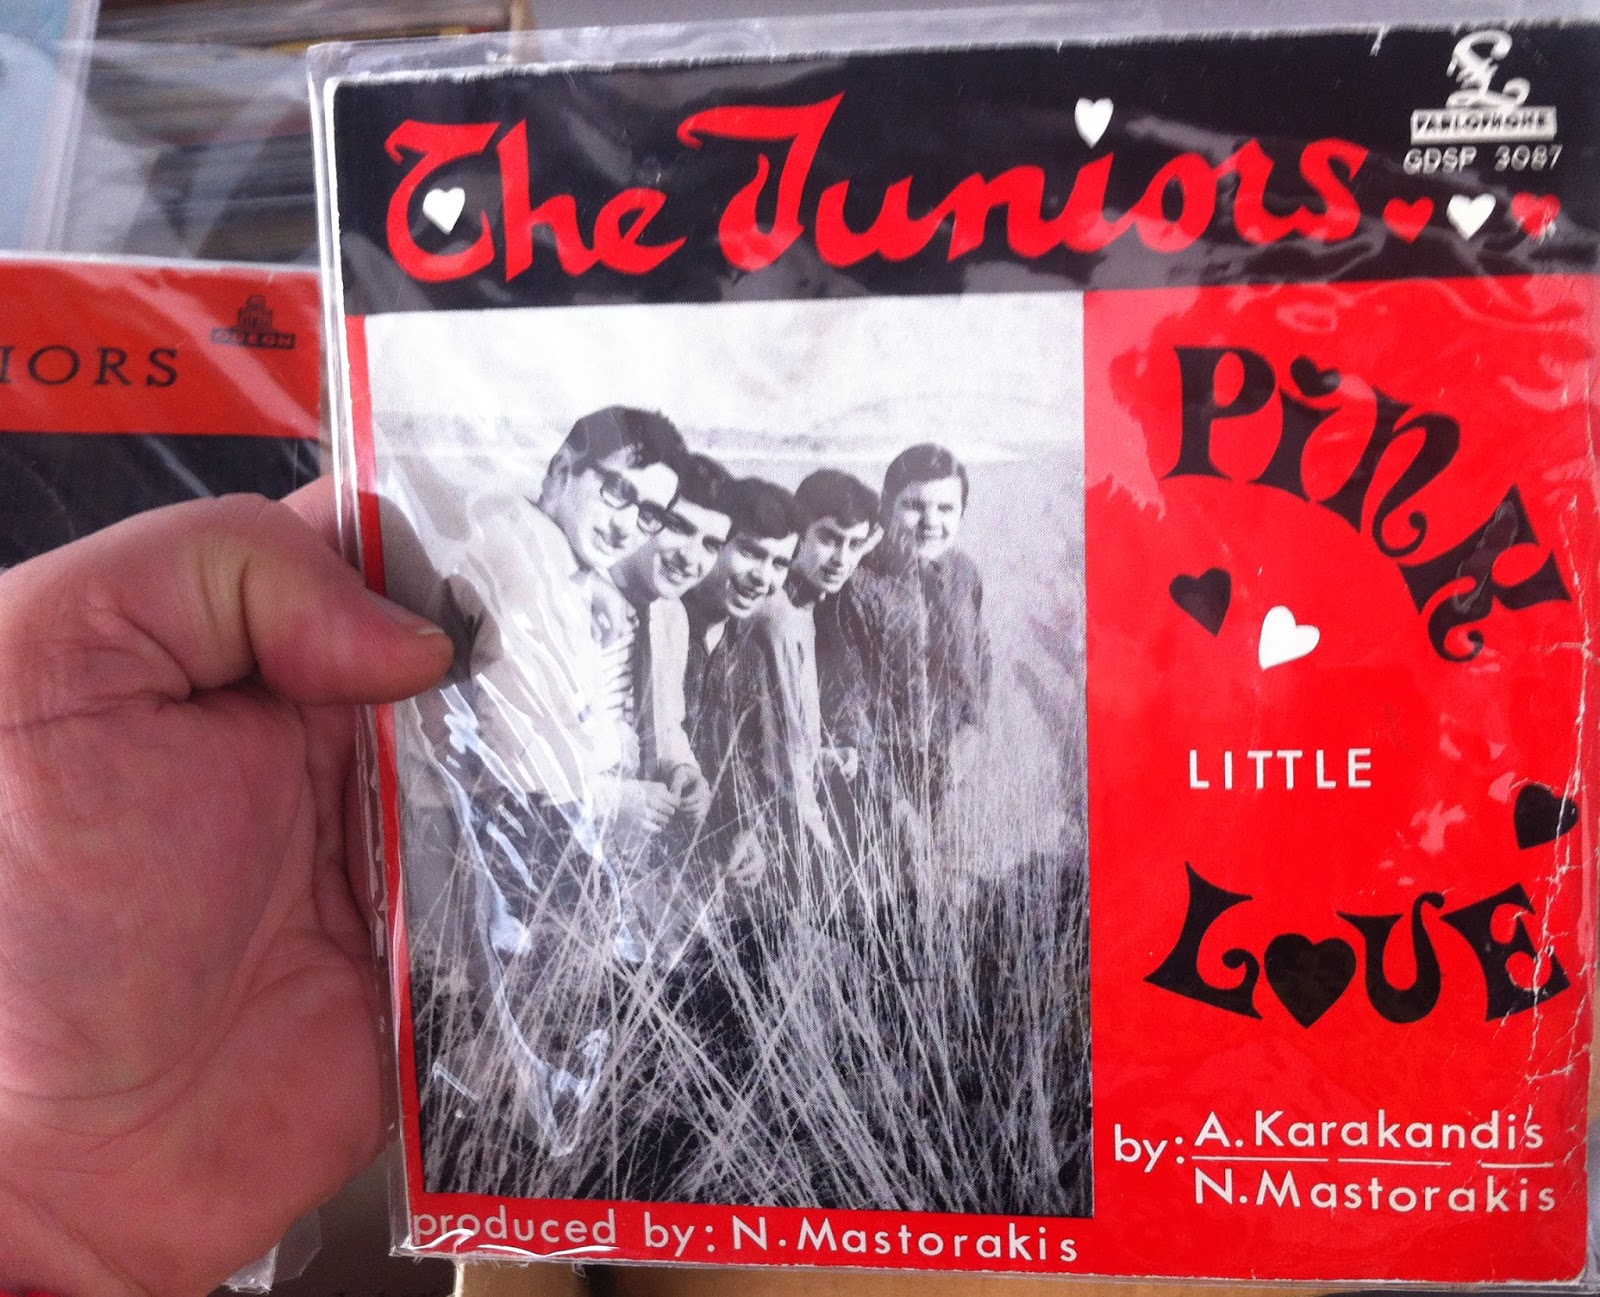 The Juniors
PARLOPHONE
GDSP 3087
IORS
ODEON
PiNK
LITTLE
LOVE
by: A. Karakandis
N. Mastorakis
produced by: N. Mastorakis